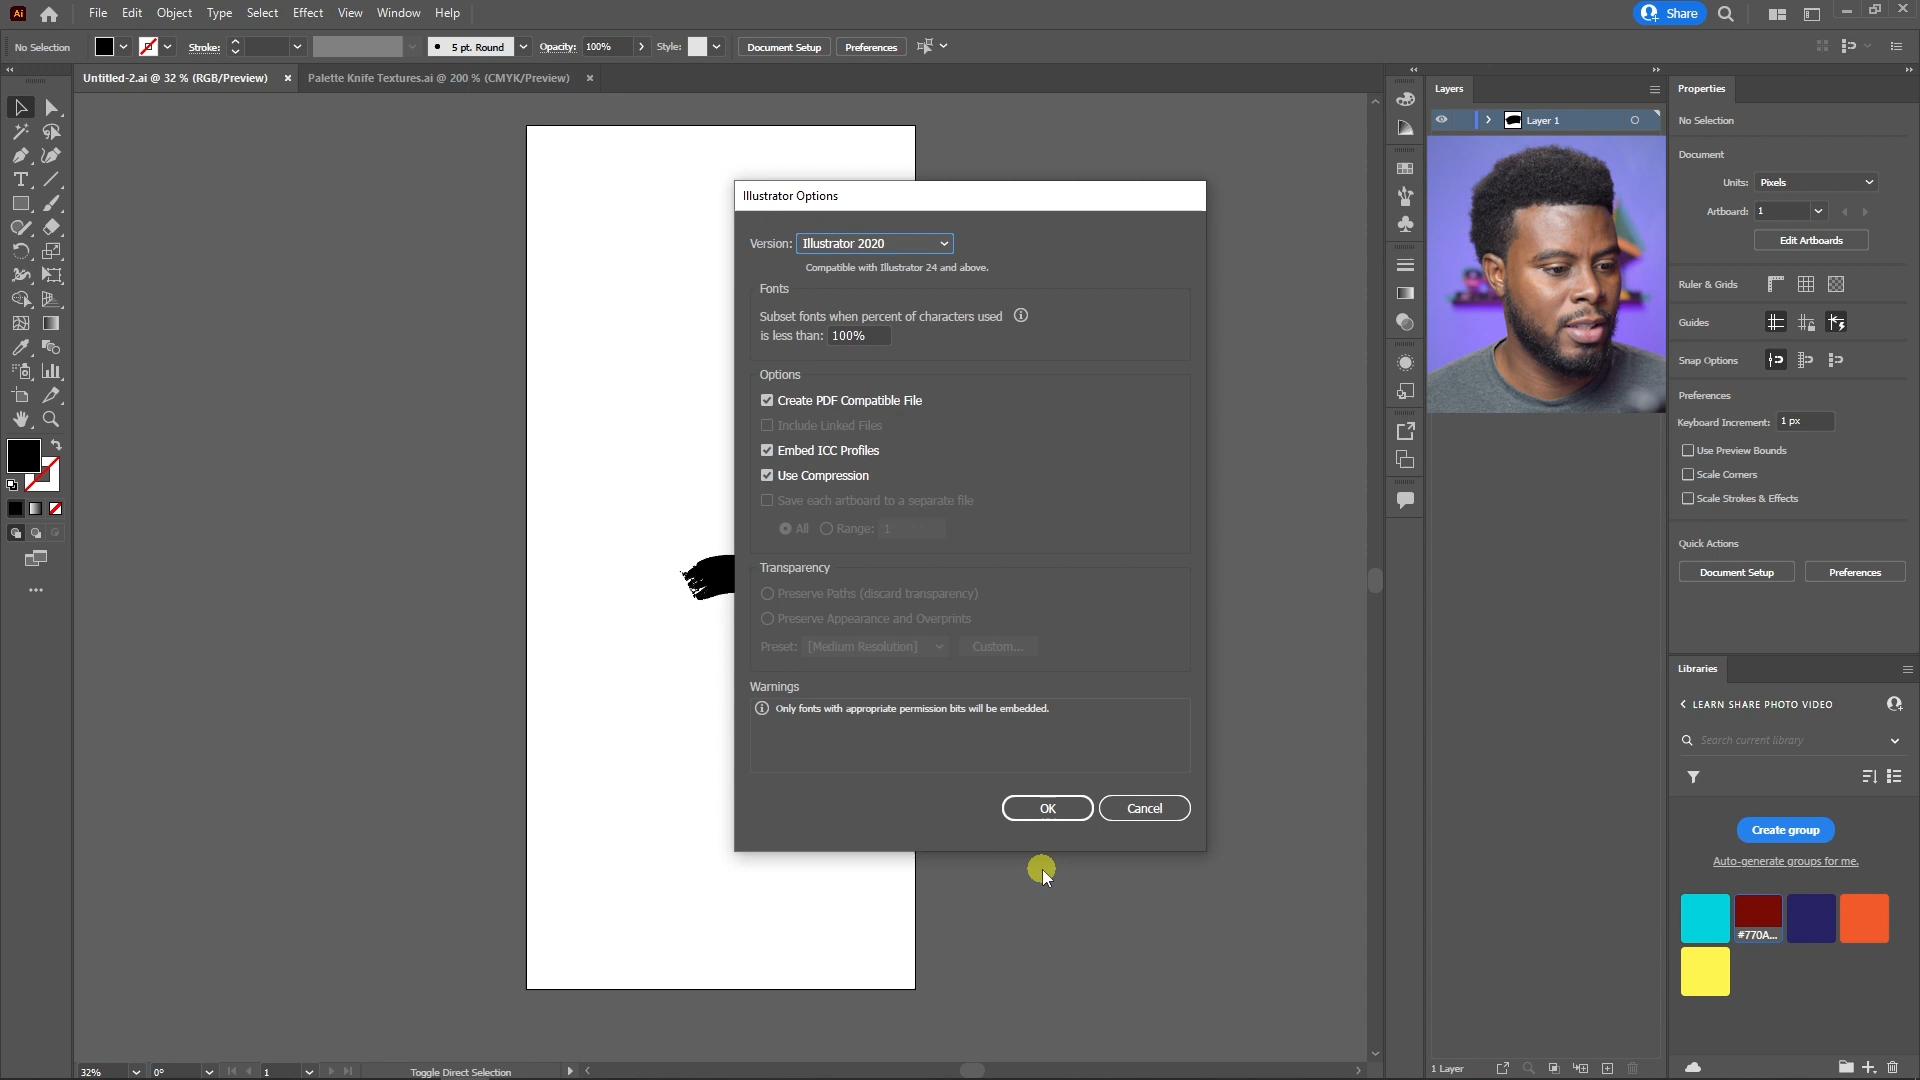 Ai
File Edit Object Type Select Effect View Window Help
Share
No Selection
Stroke:
5 pt. Round
Opacity: 100%
Style:
Document Setup
Preferences
Untitled-2.ai @ 32 % (RGB/Preview)
Palette Knife Textures.ai @ 200 % (CMYK/Preview)
Illustrator Options
Version: Illustrator 2020
Compatible with Illustrator 24 and above.
Fonts
Subset fonts when percent of characters used
is less than: 100%
Options
Create PDF Compatible File
Include Linked Files
Embed ICC Profiles
Use Compression
Save each artboard to a separate file
All Range: 1
Transparency
Preserve Paths (discard transparency)
Preserve Appearance and Overprints
Preset: [Medium Resolution] Custom...
Warnings
Only fonts with appropriate permission bits will be embedded.
OK Cancel
Layers
Layer 1
Properties
No Selection
Document
Units: Pixels
Artboard: 1
Edit Artboards
Ruler & Grids
Guides
Snap Options
Preferences
Keyboard Increment: 1 px
Use Preview Bounds
Scale Corners
Scale Strokes & Effects
Quick Actions
Document Setup Preferences
Libraries
LEARN SHARE PHOTO VIDEO
Search current library
Create group
Auto-generate groups for me.
#770A...
32% 0° 1 Toggle Direct Selection
1 Layer